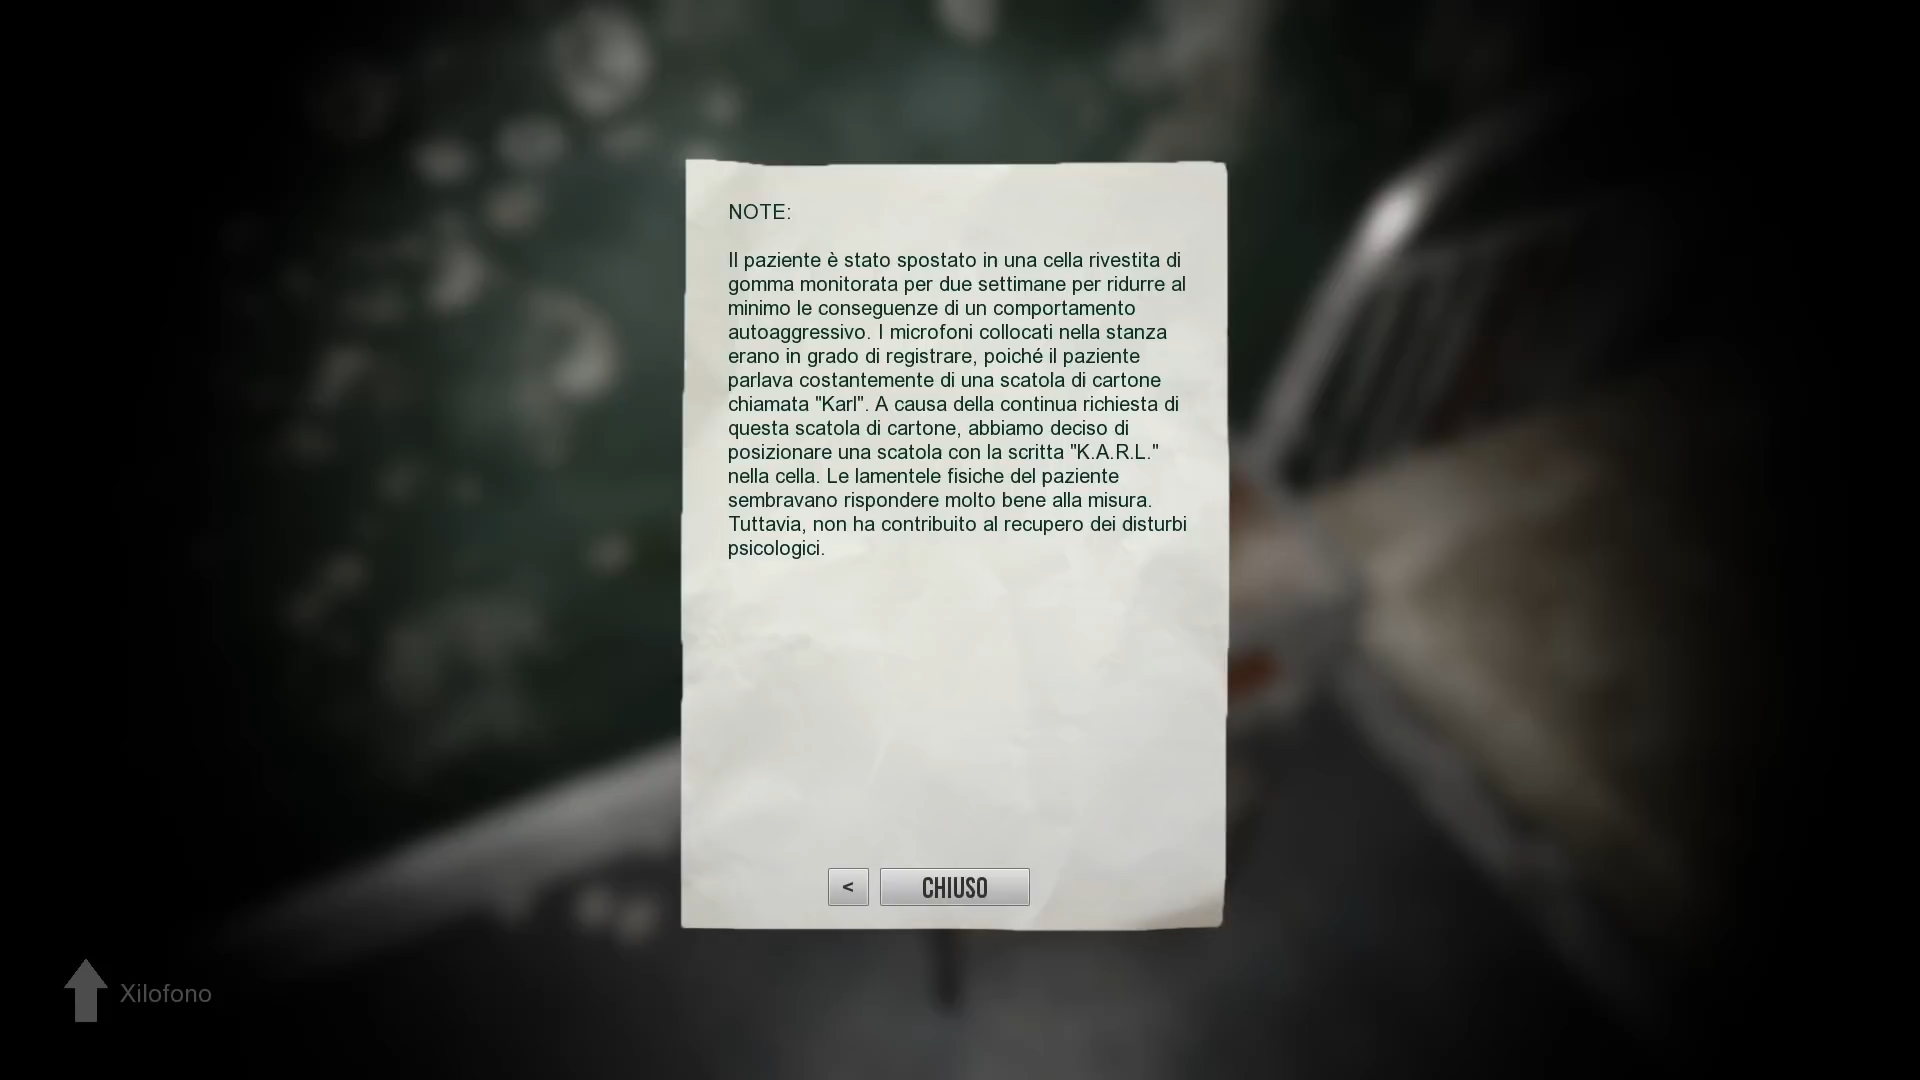 NOTE:
Il paziente è stato spostato in una cella rivestita di
gomma monitorata per due settimane per ridurre al
minimo le conseguenze di un comportamento
autoaggressivo. I microfoni collocati nella stanza
erano in grado di registrare, poiché il paziente
parlava costantemente di una scatola di cartone
chiamata "Karl". A causa della continua richiesta di
questa scatola di cartone, abbiamo deciso di
posizionare una scatola con la scritta "K.A.R.L."
nella cella. Le lamentele fisiche del paziente
sembravano rispondere molto bene alla misura.
Tuttavia, non ha contribuito al recupero dei disturbi
psicologici.
< CHIUSO
Xilofono